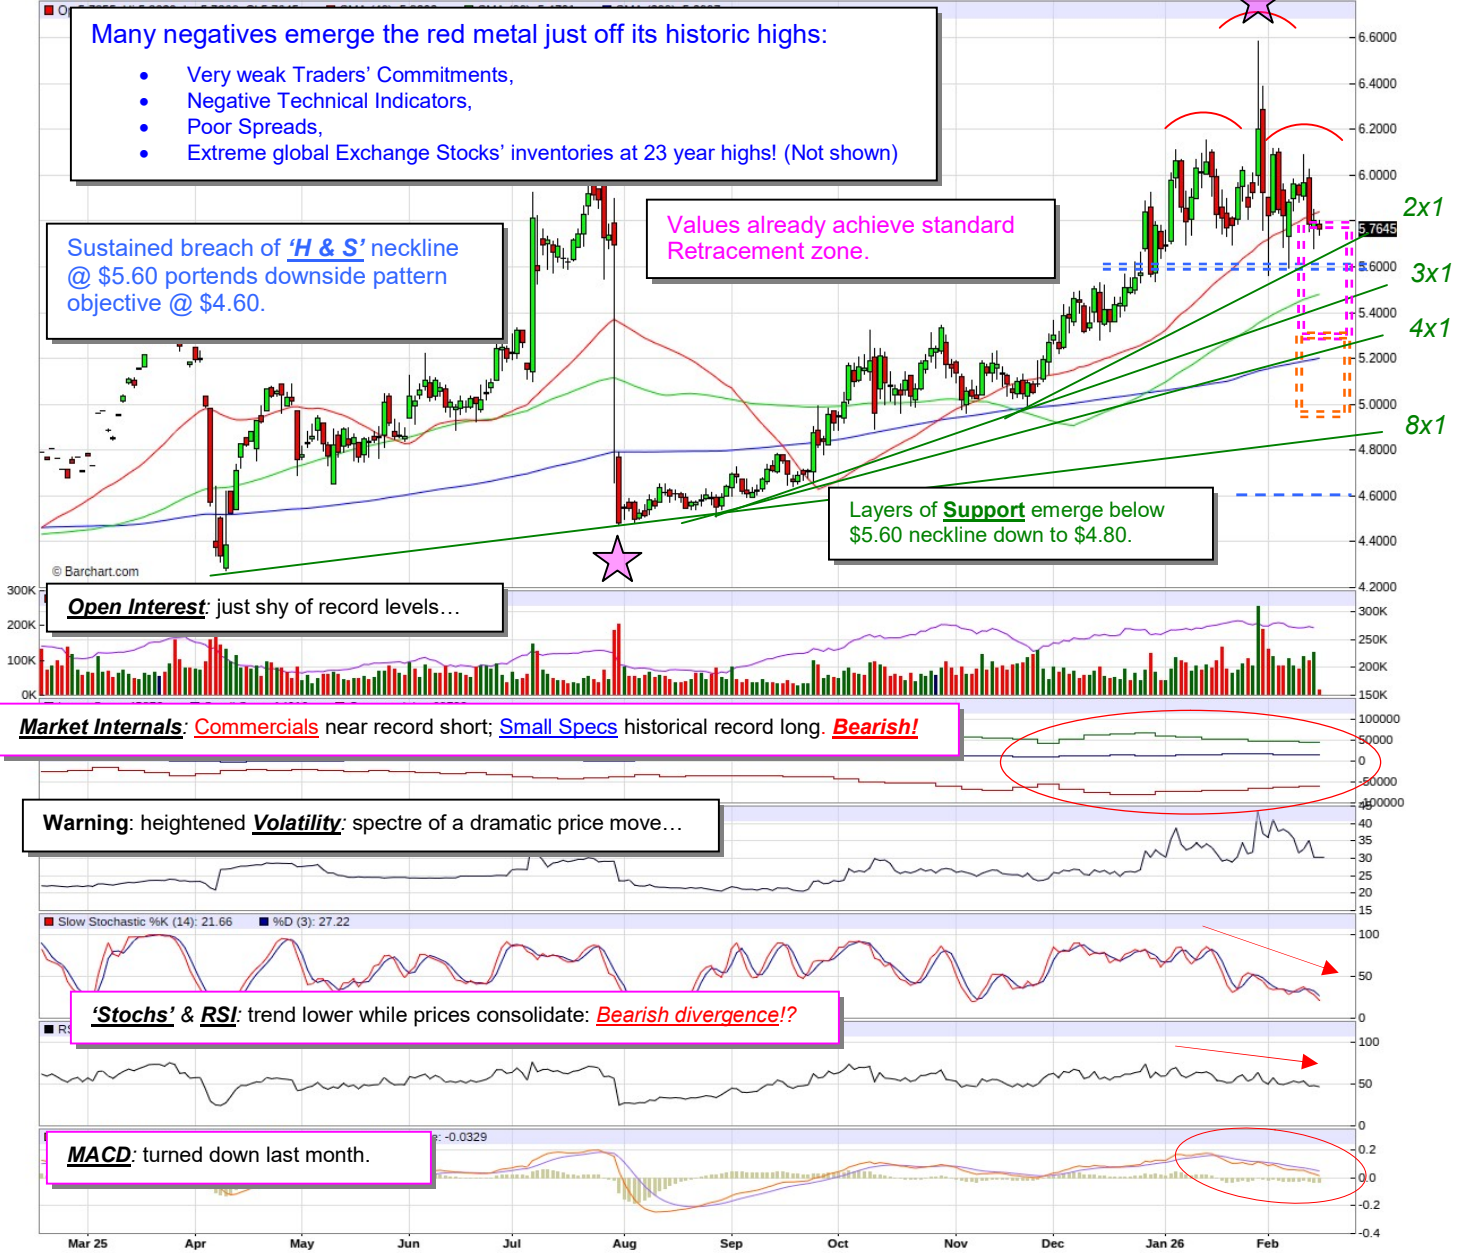 Many negatives emerge the red metal just off its historic highs:
• Very weak Traders' Commitments,
• Negative Technical Indicators,
• Poor Spreads,
• Extreme global Exchange Stocks' inventories at 23 year highs! (Not shown)
6.6000
6.4000
6.2000
6.0000
5.7645
5.6000
5.4000
5.2000
5.0000
4.8000
4.6000
4.4000
4.2000
2x1
3x1
4x1
8x1
Values already achieve standard
Retracement zone.
Sustained breach of 'H & S' neckline
@ $5.60 portends downside pattern
objective @ $4.60.
Layers of Support emerge below
$5.60 neckline down to $4.80.
© Barchart.com
Open Interest: just shy of record levels…
300K
200K
100K
0K
300K
250K
200K
150K
Market Internals: Commercials near record short; Small Specs historical record long. Bearish!
100000
50000
0
-50000
Warning: heightened Volatility: spectre of a dramatic price move…
40
35
30
25
20
15
Slow Stochastic %K (14): 21.66 %D (3): 27.22
100
50
0
'Stochs' & RSI: trend lower while prices consolidate: Bearish divergence!?
100
50
0
MACD: turned down last month.
-0.0329
0.2
0.0
-0.2
-0.4
Mar 25 Apr May Jun Jul Aug Sep Oct Nov Dec Jan 26 Feb